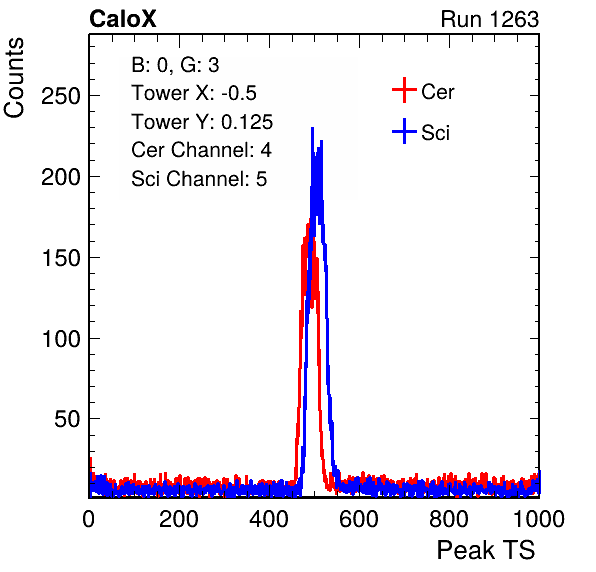 CaloX Run 1263
Counts
B: 0, G: 3
Tower X: -0.5
Tower Y: 0.125
Cer Channel: 4
Sci Channel: 5
Cer
Sci
250
200
150
100
50
0 200 400 600 800 1000
Peak TS